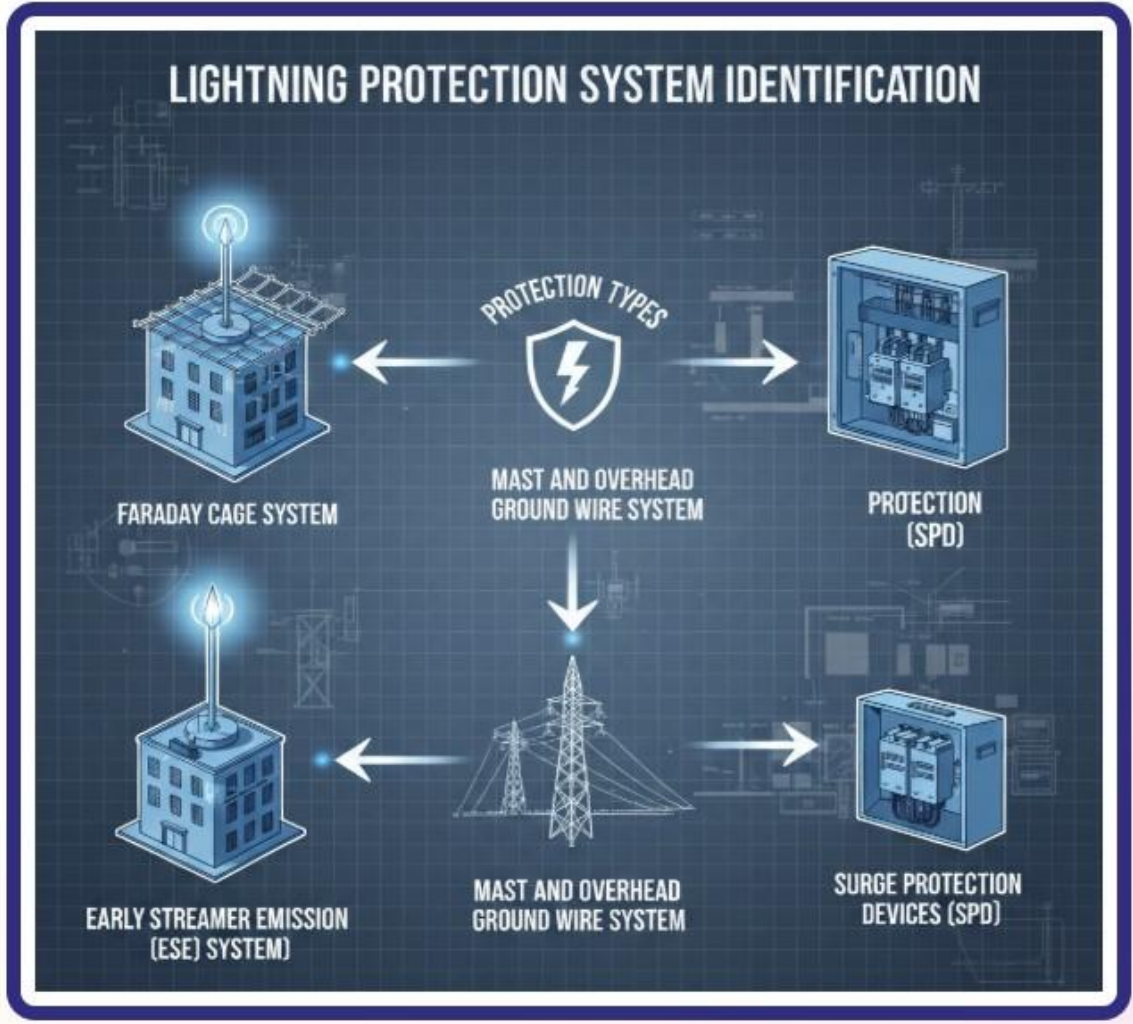 LIGHTNING PROTECTION SYSTEM IDENTIFICATION
PROTECTION TYPES
FARADAY CAGE SYSTEM
MAST AND OVERHEAD
GROUND WIRE SYSTEM
PROTECTION
(SPD)
EARLY STREAMER EMISSION
(ESE) SYSTEM)
MAST AND OVERHEAD
GROUND WIRE SYSTEM
SURGE PROTECTION
DEVICES (SPD)